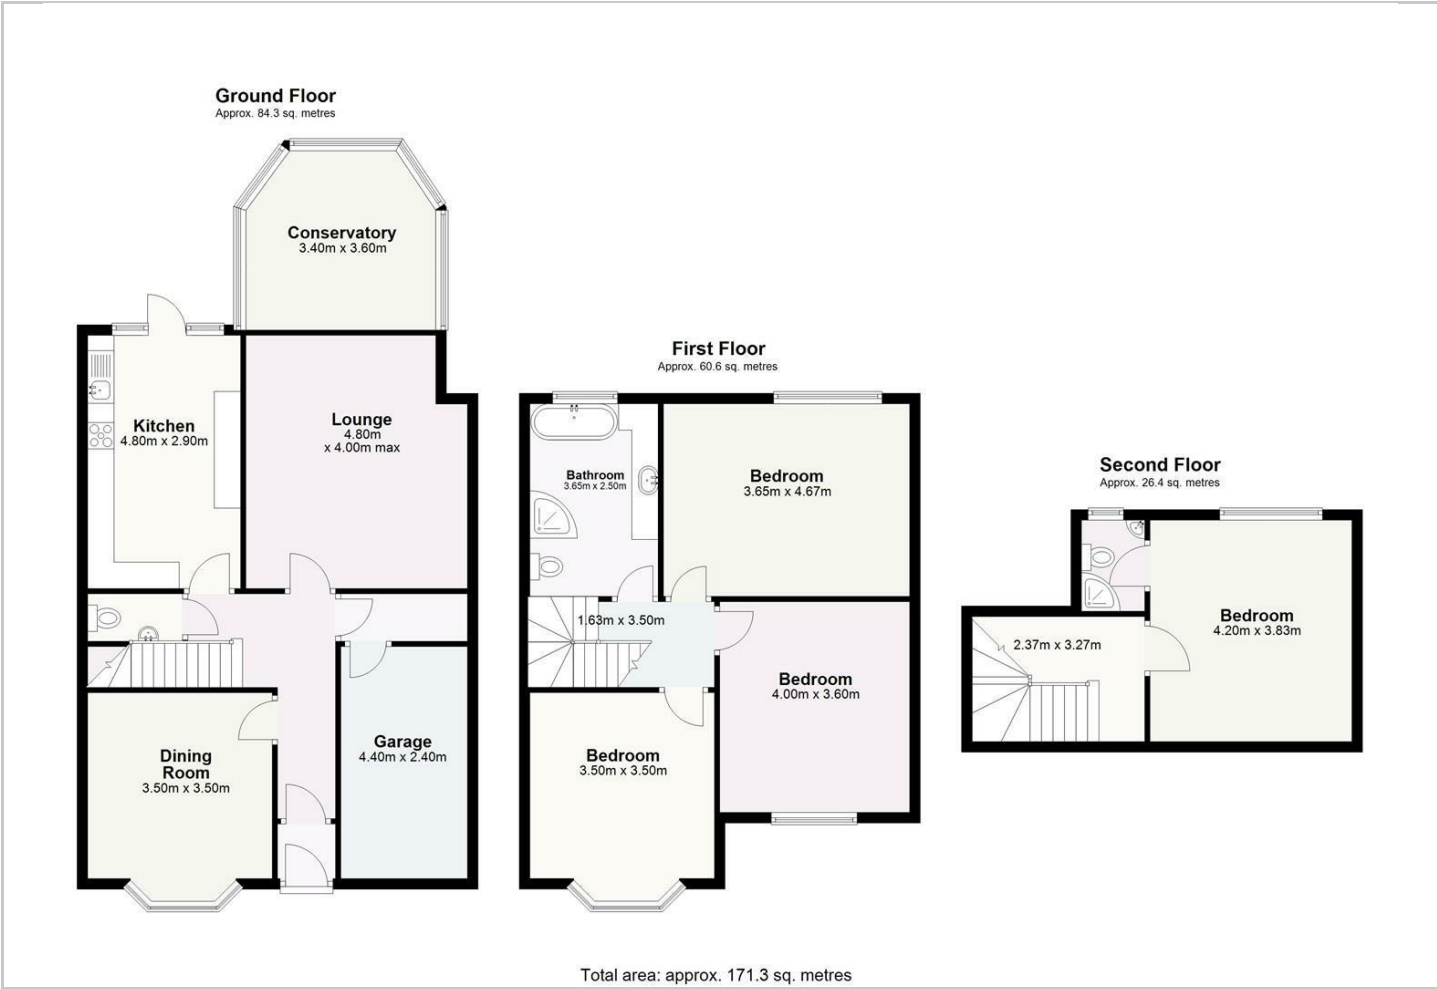 Ground Floor
Approx. 84.3 sq. metres
Conservatory
3.40m x 3.60m
Kitchen
4.80m x 2.90m
Lounge
4.80m
x 4.00m max
Dining
Room
3.50m x 3.50m
Garage
4.40m x 2.40m
First Floor
Approx. 60.6 sq. metres
Bathroom
3.65m x 2.50m
Bedroom
3.65m x 4.67m
1.63m x 3.50m
Bedroom
4.00m x 3.60m
Bedroom
3.50m x 3.50m
Second Floor
Approx. 26.4 sq. metres
2.37m x 3.27m
Bedroom
4.20m x 3.83m
Total area: approx. 171.3 sq. metres